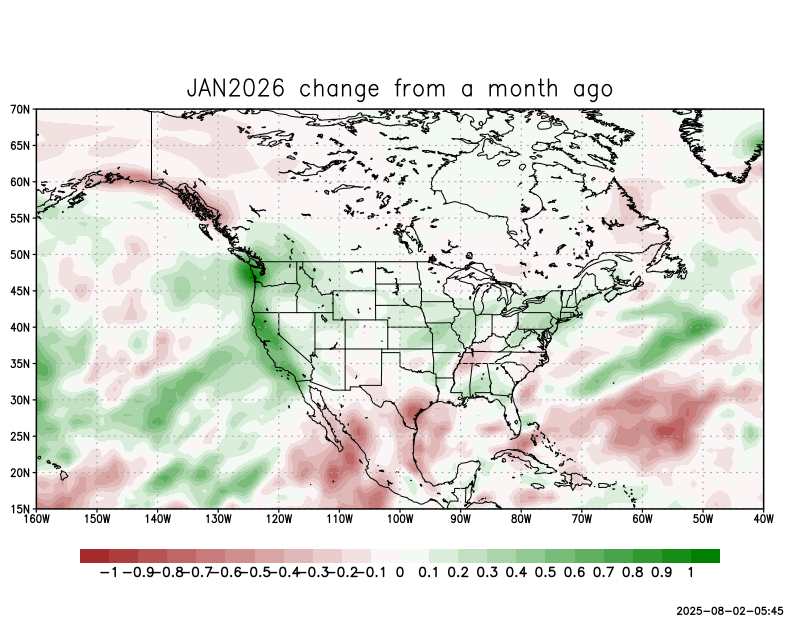 JAN2026 change from a month ago
70N
65N
60N
55N
50N
45N
40N
35N
30N
25N
20N
15N
160W 150W 140W 130W 120W 110W 100W 90W 80W 70W 60W 50W 40W
-1 -0.9 -0.8 -0.7 -0.6 -0.5 -0.4 -0.3 -0.2 -0.1 0 0.1 0.2 0.3 0.4 0.5 0.6 0.7 0.8 0.9 1
2025-08-02-05:45